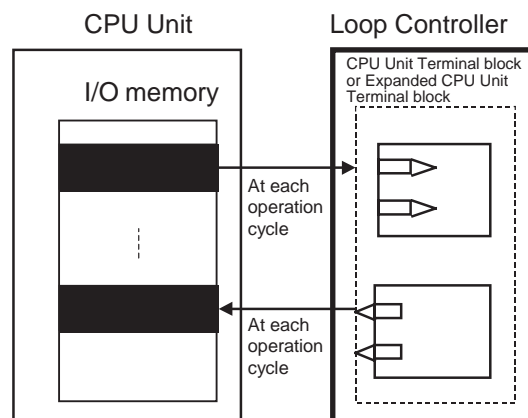 CPU Unit
Loop Controller
I/O memory
CPU Unit Terminal block
or Expanded CPU Unit
Terminal block
At each
operation
cycle
At each
operation
cycle